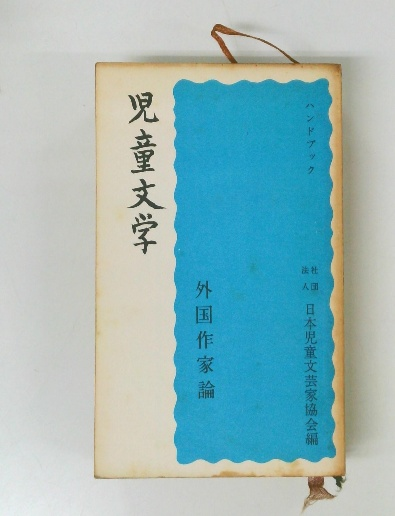 ハンドブック
社団法人 日本児童文芸家協会編
外国作家論
児童文学